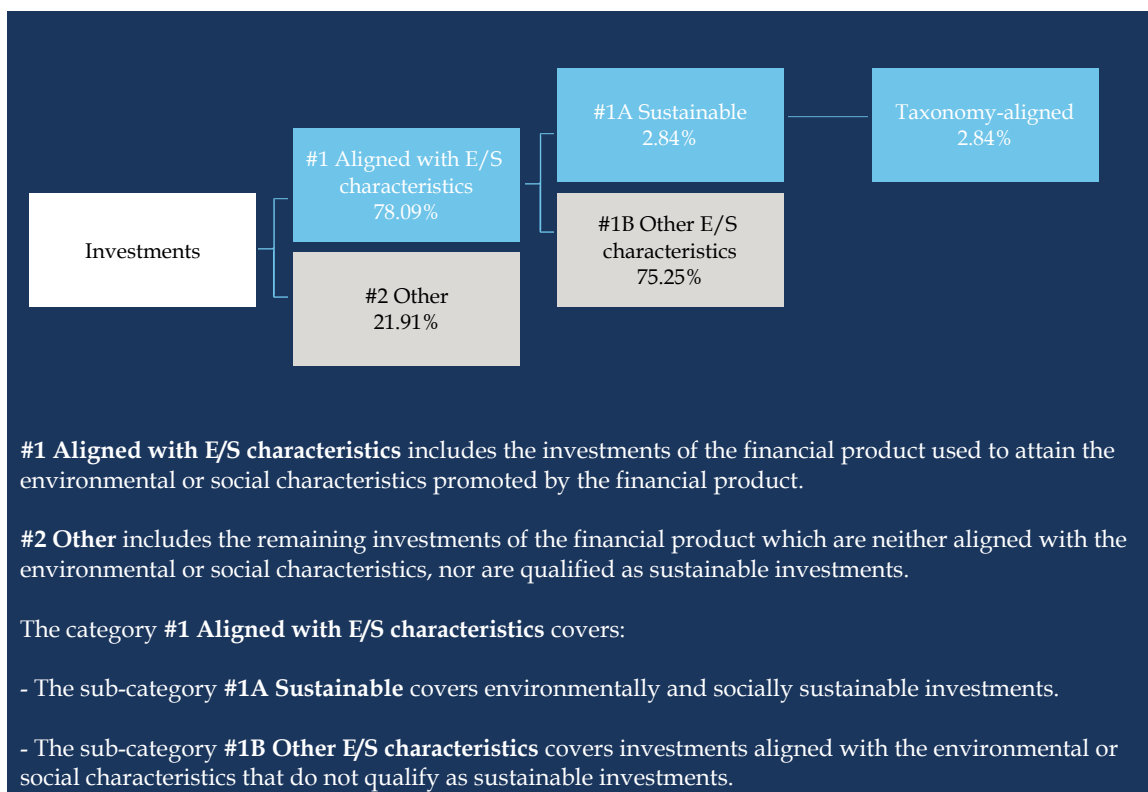 Investments
#1 Aligned with E/S
characteristics
78.09%
#2 Other
21.91%
#1A Sustainable
2.84%
#1B Other E/S
characteristics
75.25%
Taxonomy-aligned
2.84%
#1 Aligned with E/S characteristics includes the investments of the financial product used to attain the
environmental or social characteristics promoted by the financial product.
#2 Other includes the remaining investments of the financial product which are neither aligned with the
environmental or social characteristics, nor are qualified as sustainable investments.
The category #1 Aligned with E/S characteristics covers:
- The sub-category #1A Sustainable covers environmentally and socially sustainable investments.
- The sub-category #1B Other E/S characteristics covers investments aligned with the environmental or
social characteristics that do not qualify as sustainable investments.